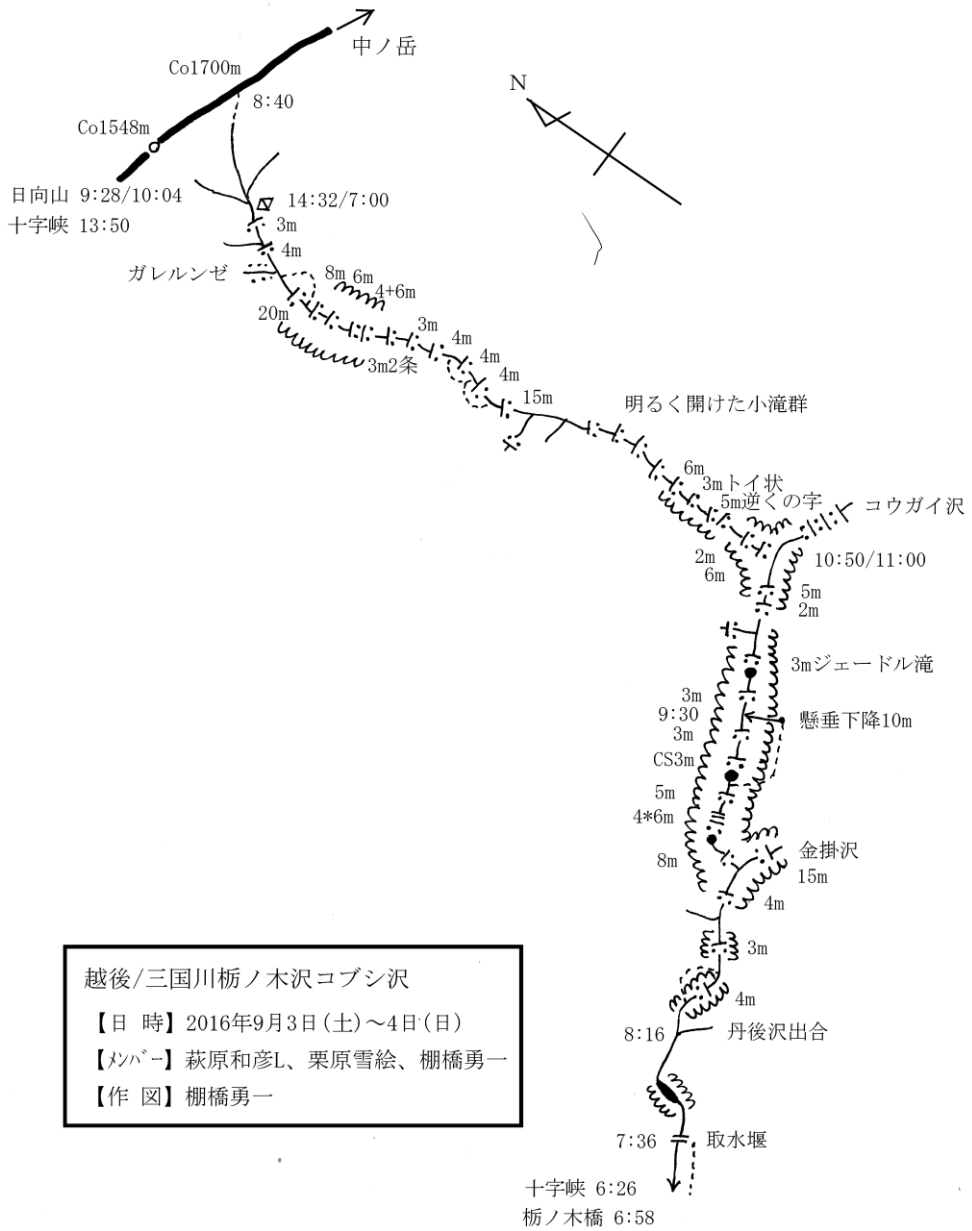 中ノ岳
Co1700m
N
8:40
Co1548m
日向山 9:28/10:04
14:32/7:00
十字峡 13:50
3m
4m
ガレルンゼ
8m 6m
4+6m
20m
3m
4m
3m2条
4m
4m
15m
明るく開けた小滝群
6m
3mトイ状
5m逆くの字
コウガイ沢
10:50/11:00
2m
6m
5m
2m
3mジェードル滝
3m
9:30
懸垂下降10m
3m
CS3m
5m
4*6m
金掛沢
8m
15m
4m
3m
4m
8:16
丹後沢出合
7:36
取水堰
十字峡 6:26
栃ノ木橋 6:58
越後/三国川栃ノ木沢コブシ沢
【日 時】2016年9月3日(土)～4日(日)
【ﾒﾝﾊﾞｰ】萩原和彦L、栗原雪絵、棚橋勇一
【作 図】棚橋勇一